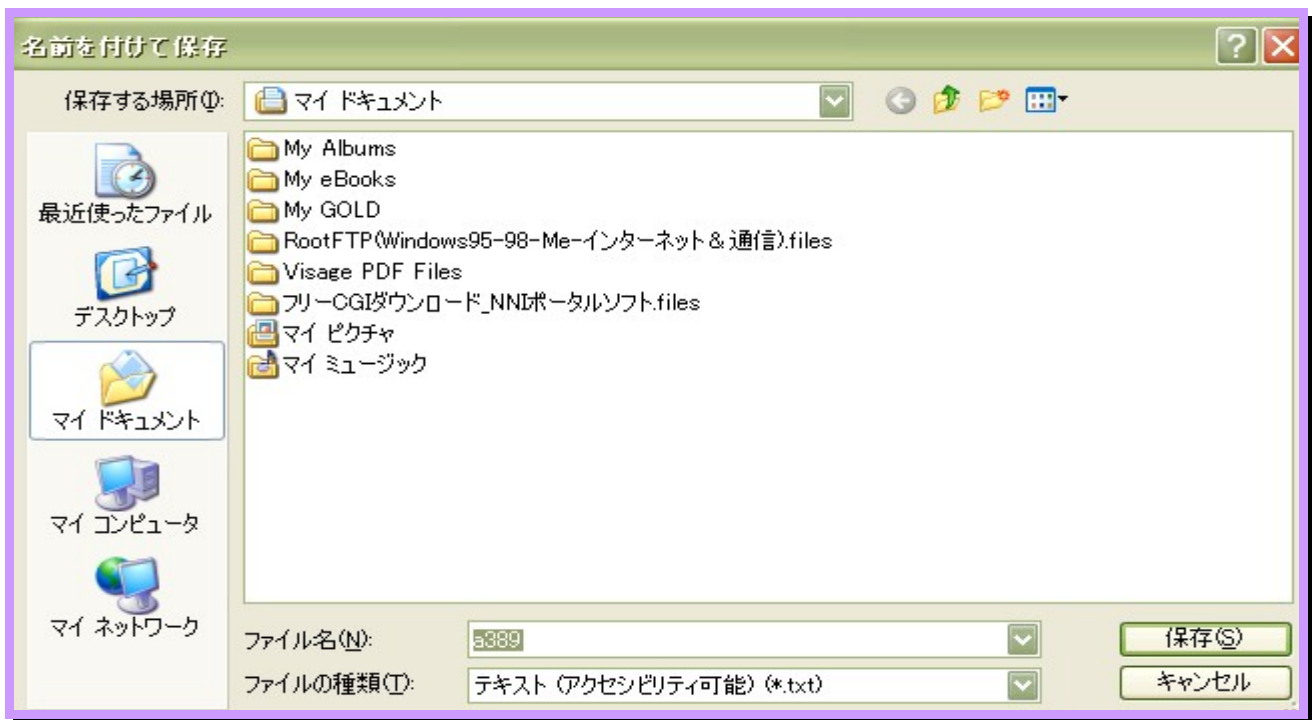 名前を付けて保存
保存する場所(I):
マイ ドキュメント
最近使ったファイル
デスクトップ
マイ ドキュメント
マイ コンピュータ
マイ ネットワーク
My Albums
My eBooks
My GOLD
RootFTP(Windows95-98-Me-インターネット&通信).files
Visage PDF Files
フリーCGIダウンロード_NNIポータルソフト.files
マイ ピクチャ
マイ ミュージック
ファイル名(N):
a389
保存(S)
ファイルの種類(T):
テキスト (アクセシビリティ可能) (*.txt)
キャンセル